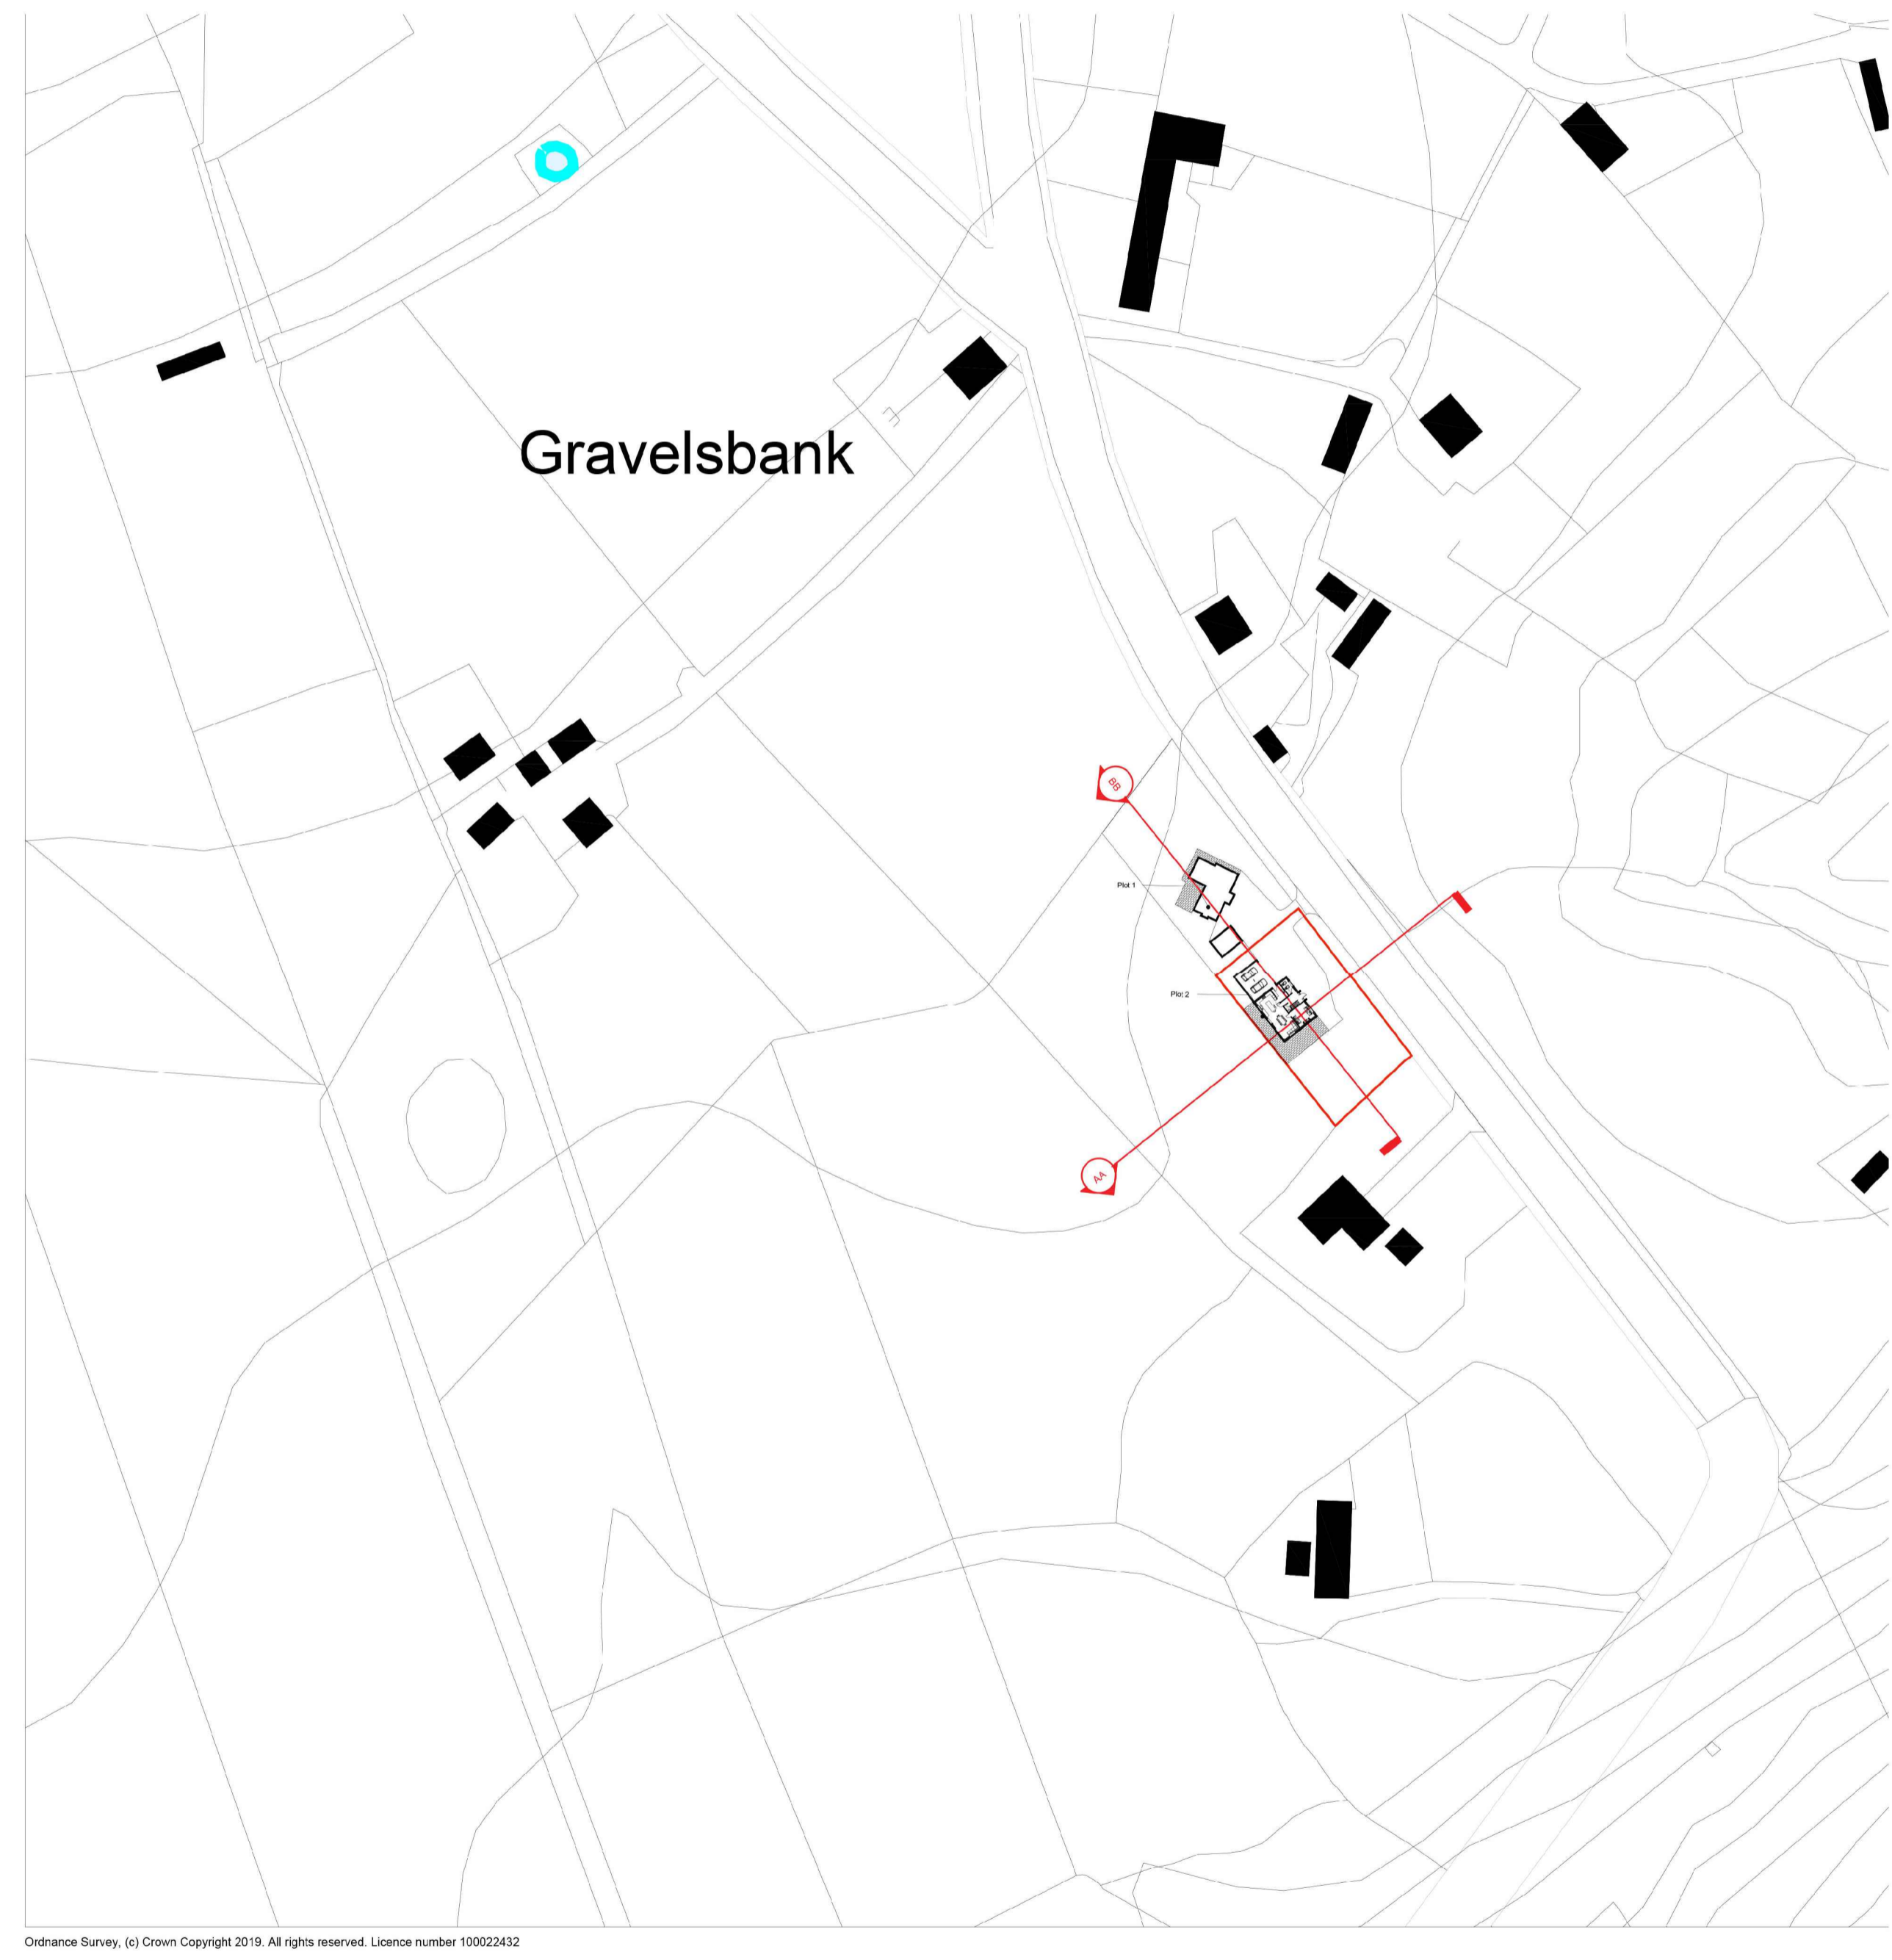 Gravelsbank
BB
Plot 1
Plot 2
AA
Ordnance Survey, (c) Crown Copyright 2019. All rights reserved. Licence number 100022432